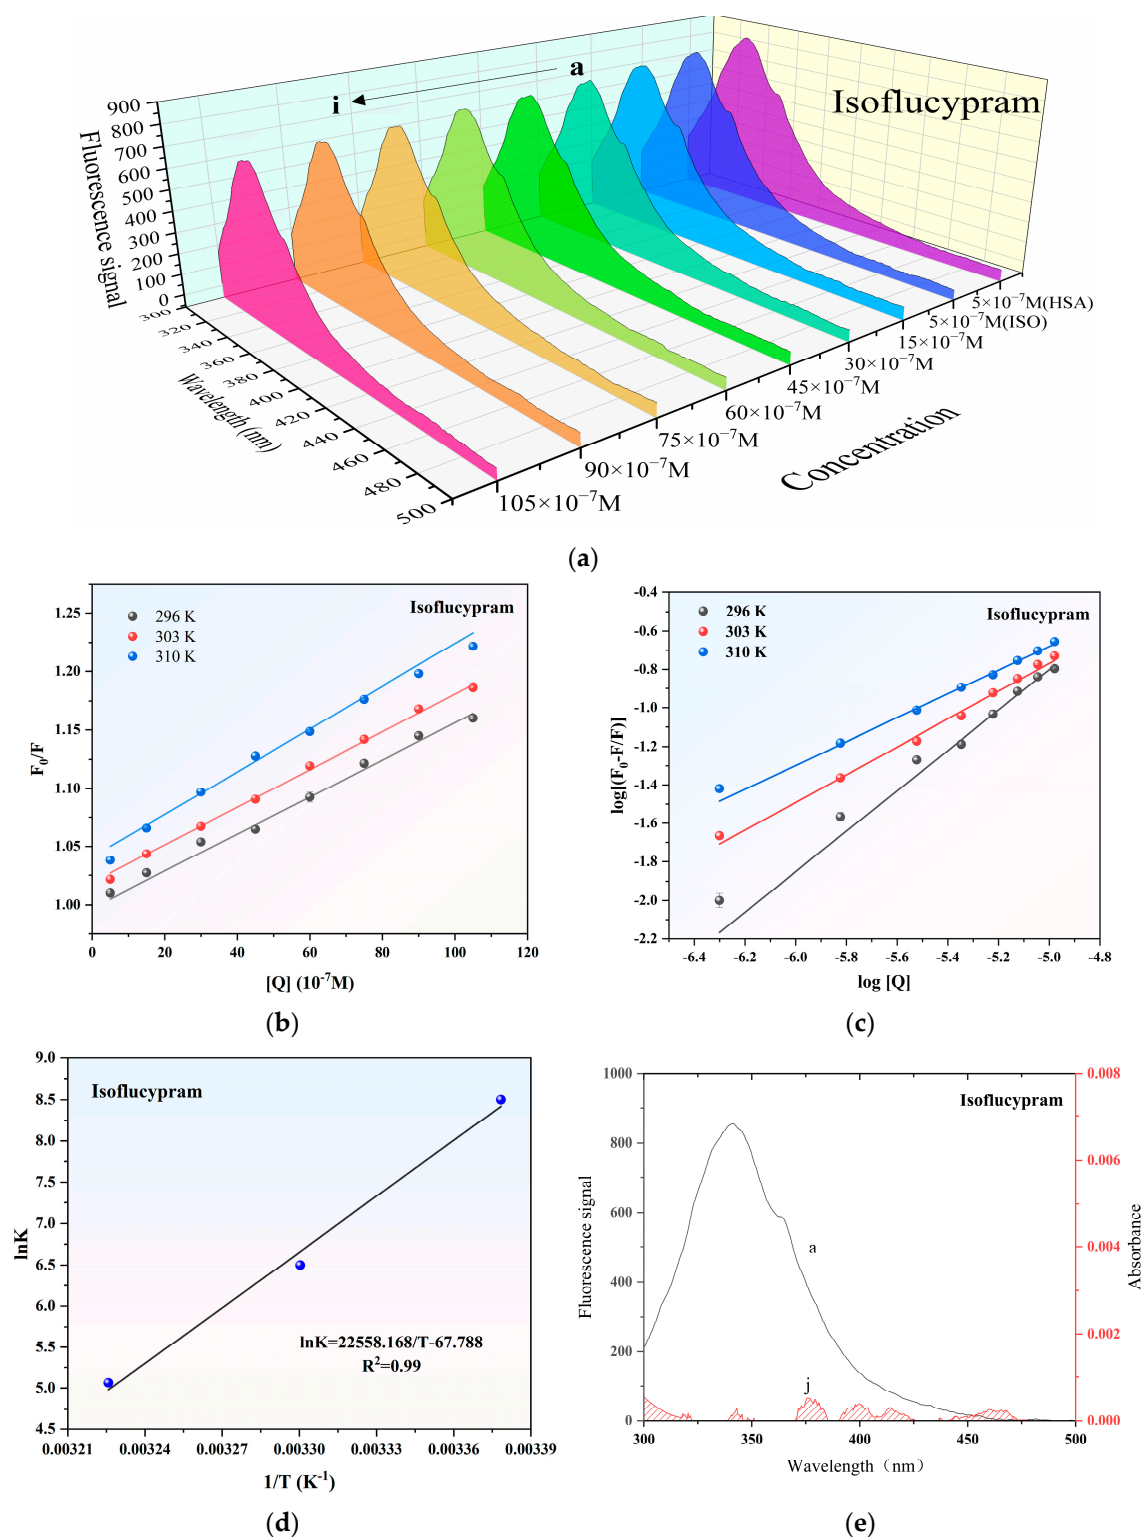 900
800
700
600
500
400
300
200
100
0
Fluorescence signal
i
a
Isoflucypram
300
320
340
360
380
400
420
440
460
480
500
Wavelength (nm)
5×10⁻⁷M(HSA)
5×10⁻⁷M(ISO)
15×10⁻⁷M
30×10⁻⁷M
45×10⁻⁷M
60×10⁻⁷M
75×10⁻⁷M
90×10⁻⁷M
105×10⁻⁷M
Concentration
(a)
Isoflucypram
296 K
303 K
310 K
1.25
1.20
1.15
1.10
1.05
1.00
F₀/F
0 20 40 60 80 100 120
[Q] (10⁻⁷M)
(b)
Isoflucypram
296 K
303 K
310 K
-0.4
-0.6
-0.8
-1.0
-1.2
-1.4
-1.6
-1.8
-2.0
-2.2
log[(F₀-F/F)]
-6.4 -6.2 -6.0 -5.8 -5.6 -5.4 -5.2 -5.0 -4.8
log [Q]
(c)
Isoflucypram
9.0
8.5
8.0
7.5
7.0
6.5
6.0
5.5
5.0
4.5
lnK
lnK=22558.168/T-67.788
R²=0.99
0.00321 0.00324 0.00327 0.00330 0.00333 0.00336 0.00339
1/T (K⁻¹)
(d)
Isoflucypram
1000
800
600
400
200
0
Fluorescence signal
a
j
0.008
0.006
0.004
0.002
0.000
Absorbance
300 350 400 450 500
Wavelength（nm）
(e)